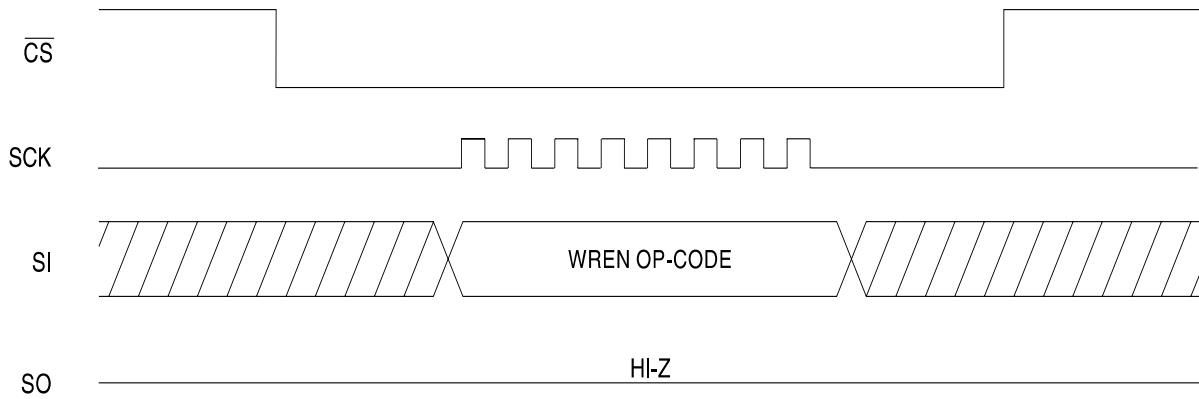 CS
SCK
SI
WREN OP-CODE
HI-Z
SO